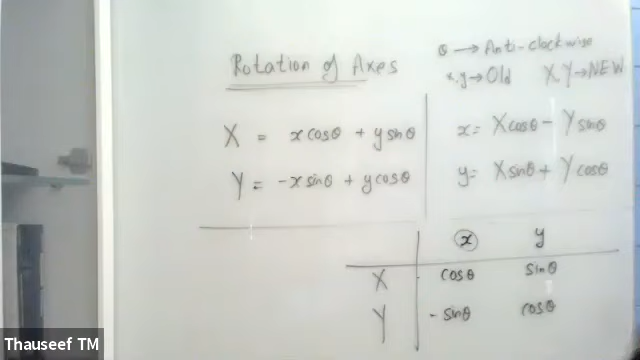 θ → Anti-clockwise
Rotation of Axes
x,y → Old X Y → NEW
X = x cosθ + y sinθ
x = X cosθ - Y sinθ
Y = -x sinθ + y cosθ
y = X sinθ + Y cosθ
x y
X cosθ sinθ
Y - sinθ cosθ
Thauseef TM